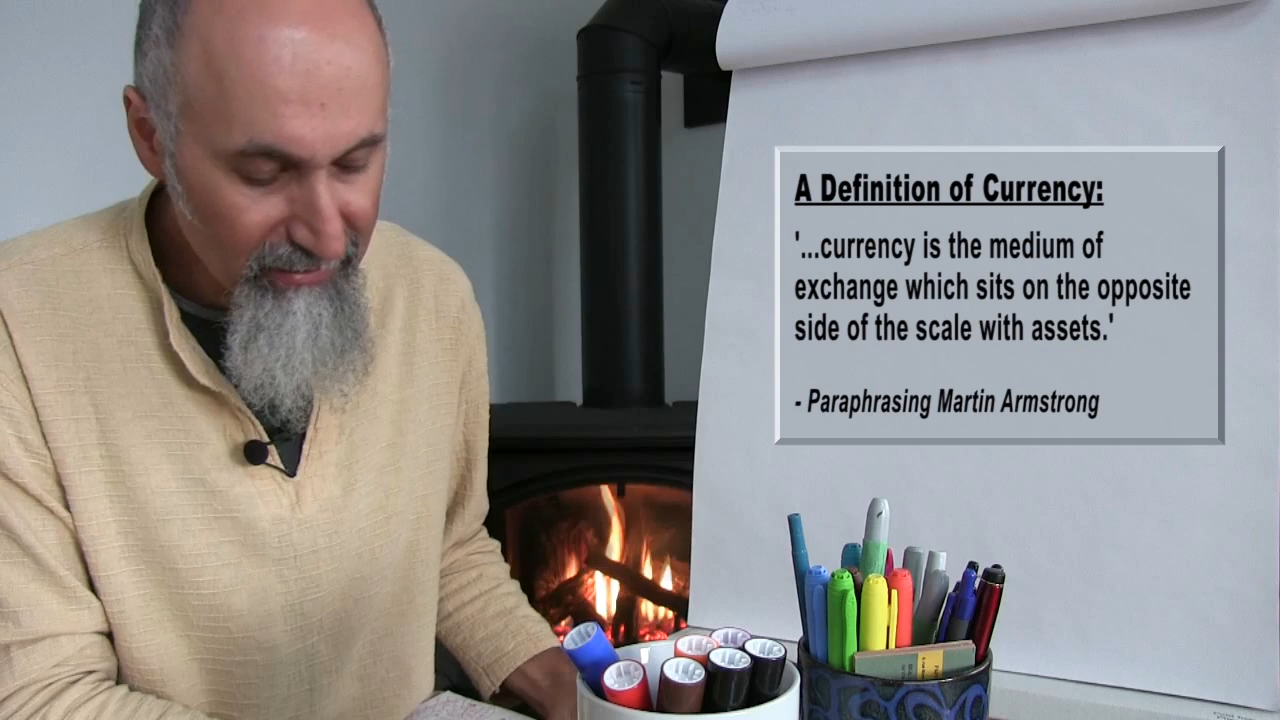 A Definition of Currency:
'...currency is the medium of
exchange which sits on the opposite
side of the scale with assets.'
- Paraphrasing Martin Armstrong